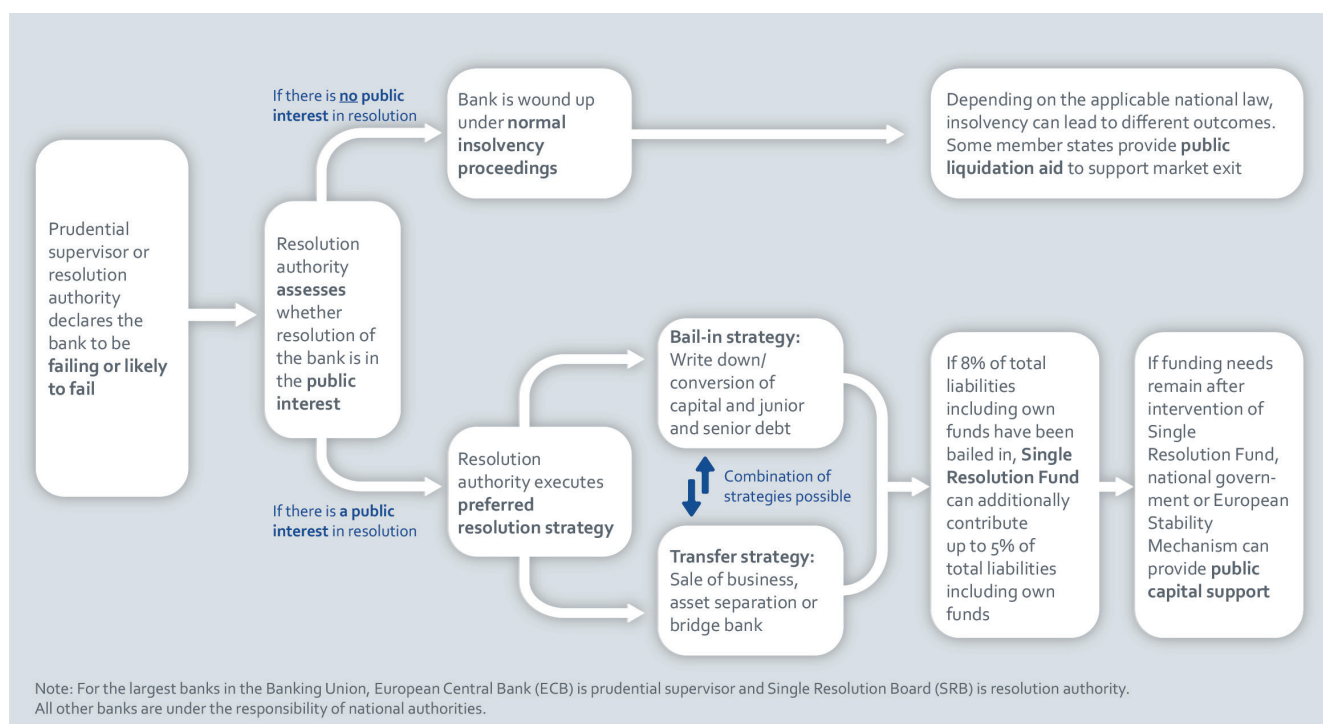 Prudential
supervisor or
resolution
authority
declares the
bank to be
failing or likely
to fail
Resolution
authority
assesses
whether
resolution of
the bank is in
the public
interest
If there is no public
interest in resolution
Bank is wound up
under normal
insolvency
proceedings
Depending on the applicable national law,
insolvency can lead to different outcomes.
Some member states provide public
liquidation aid to support market exit
If there is a public
interest in resolution
Resolution
authority executes
preferred
resolution strategy
Bail-in strategy:
Write down/
conversion of
capital and junior
and senior debt
Combination of
strategies possible
Transfer strategy:
Sale of business,
asset separation or
bridge bank
If 8% of total
liabilities
including own
funds have been
bailed in, Single
Resolution Fund
can additionally
contribute
up to 5% of
total liabilities
including own
funds
If funding needs
remain after
intervention of
Single
Resolution Fund,
national govern-
ment or European
Stability
Mechanism can
provide public
capital support
Note: For the largest banks in the Banking Union, European Central Bank (ECB) is prudential supervisor and Single Resolution Board (SRB) is resolution authority.
All other banks are under the responsibility of national authorities.